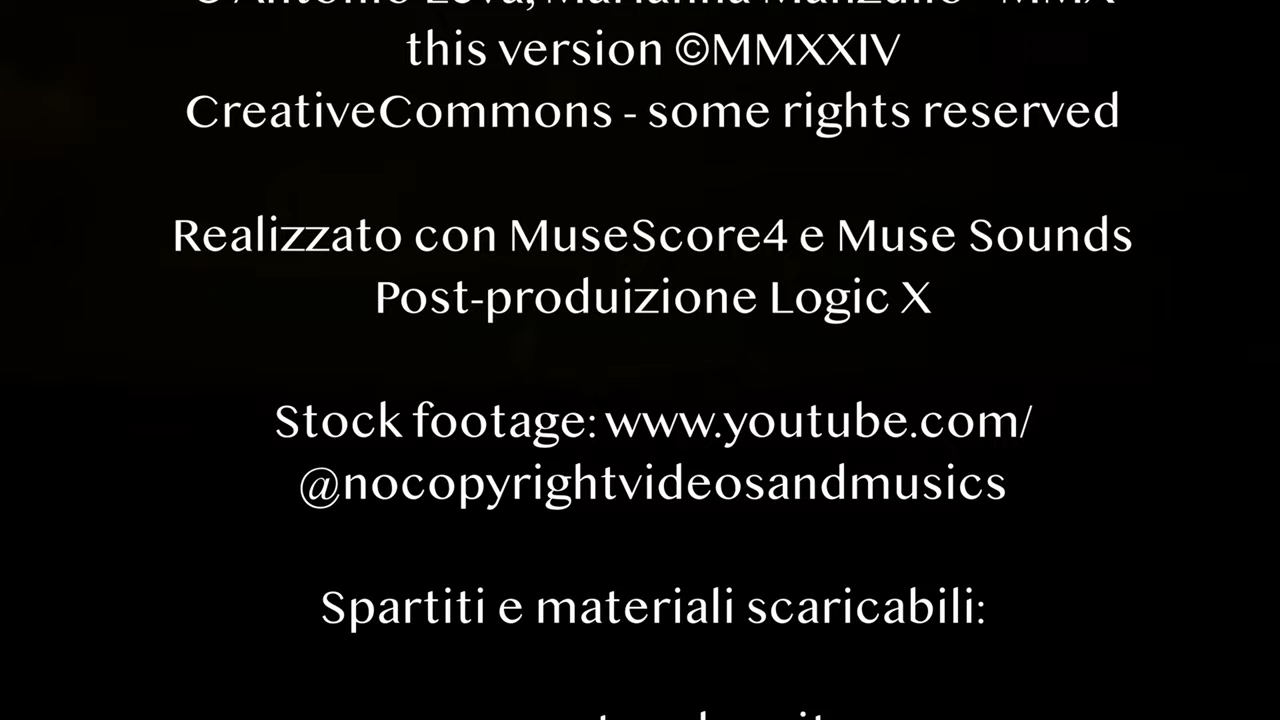 this version ©MMXXIV
CreativeCommons - some rights reserved
Realizzato con MuseScore4 e Muse Sounds
Post-produizione Logic X
Stock footage: www.youtube.com/
@nocopyrightvideosandmusics
Spartiti e materiali scaricabili: